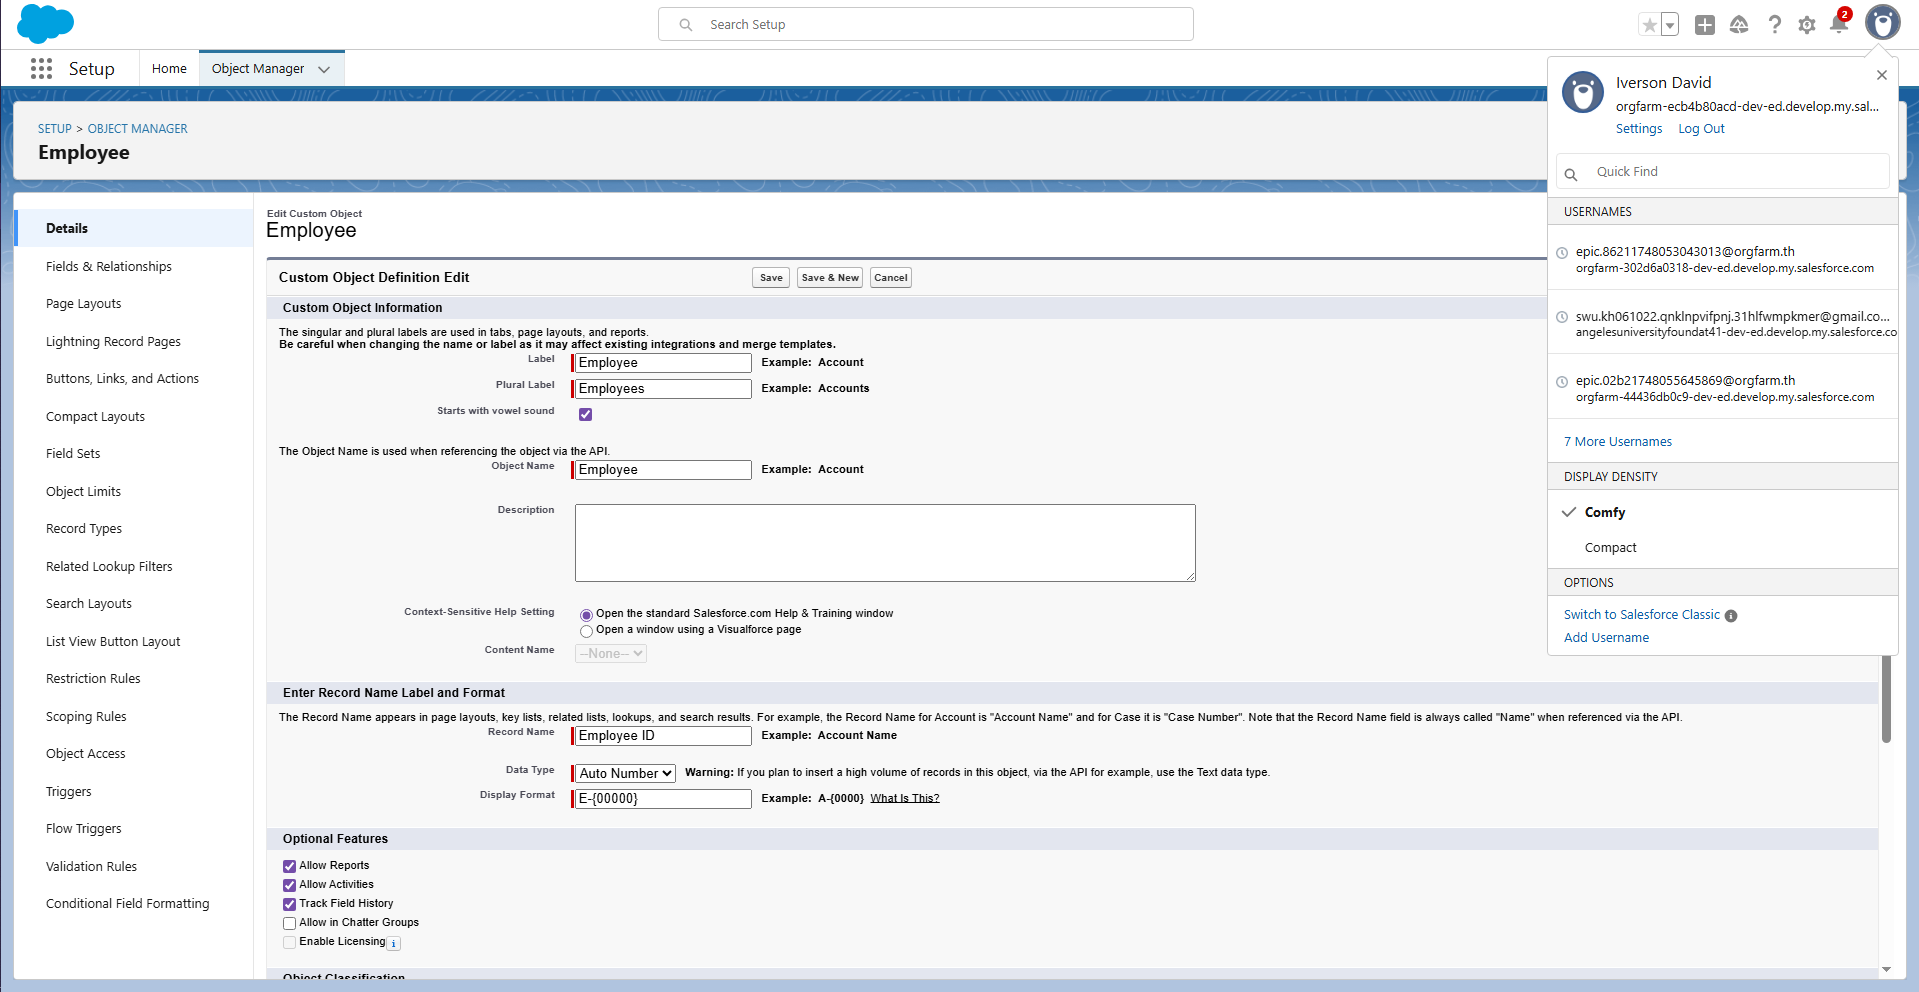 Search Setup
2
Setup
Home
Object Manager
SETUP > OBJECT MANAGER
Employee
Details
Fields & Relationships
Page Layouts
Lightning Record Pages
Buttons, Links, and Actions
Compact Layouts
Field Sets
Object Limits
Record Types
Related Lookup Filters
Search Layouts
List View Button Layout
Restriction Rules
Scoping Rules
Object Access
Triggers
Flow Triggers
Validation Rules
Conditional Field Formatting
Edit Custom Object
Employee
Custom Object Definition Edit
Save
Save & New
Cancel
Custom Object Information
The singular and plural labels are used in tabs, page layouts, and reports.
Be careful when changing the name or label as it may affect existing integrations and merge templates.
Label
Employee
Example: Account
Plural Label
Employees
Example: Accounts
Starts with vowel sound
The Object Name is used when referencing the object via the API.
Object Name
Employee
Example: Account
Description
Context-Sensitive Help Setting
Open the standard Salesforce.com Help & Training window
Open a window using a Visualforce page
Content Name
--None--
Enter Record Name Label and Format
The Record Name appears in page layouts, key lists, related lists, lookups, and search results. For example, the Record Name for Account is "Account Name" and for Case it is "Case Number". Note that the Record Name field is always called "Name" when referenced via the API.
Record Name
Employee ID
Example: Account Name
Data Type
Auto Number
Warning: If you plan to insert a high volume of records in this object, via the API for example, use the Text data type.
Display Format
E-{00000}
Example: A-{0000} What Is This?
Optional Features
Allow Reports
Allow Activities
Track Field History
Allow in Chatter Groups
Enable Licensing
Object Classification
Iverson David
orgfarm-ecb4b80acd-dev-ed.develop.my.sal...
Settings
Log Out
Quick Find
USERNAMES
epic.86211748053043013@orgfarm.th
orgfarm-302d6a0318-dev-ed.develop.my.salesforce.com
swu.kh061022.qnklnpvifpnj.31hlfwmpkmer@gmail.co...
angelesuniversityfoundat41-dev-ed.develop.my.salesforce.co
epic.02b21748055645869@orgfarm.th
orgfarm-44436db0c9-dev-ed.develop.my.salesforce.com
7 More Usernames
DISPLAY DENSITY
Comfy
Compact
OPTIONS
Switch to Salesforce Classic
Add Username